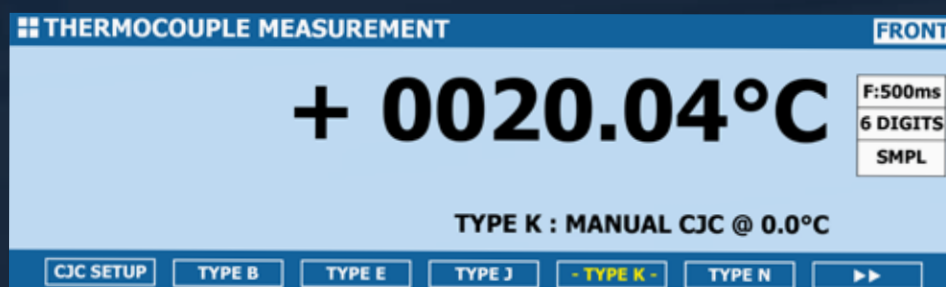 THERMOCOUPLE MEASUREMENT FRONT
+ 0020.04°C
F:500ms
6 DIGITS
SMPL
TYPE K : MANUAL CJC @ 0.0°C
CJC SETUP TYPE B TYPE E TYPE J - TYPE K - TYPE N